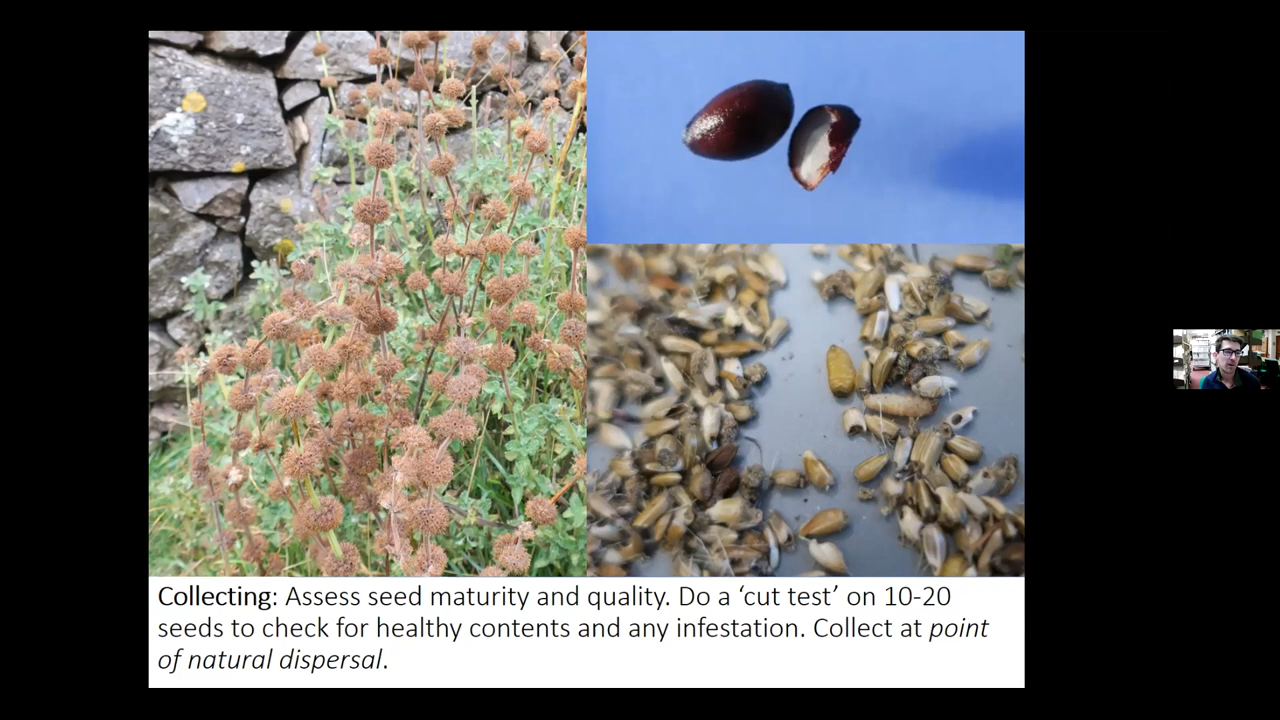 Collecting: Assess seed maturity and quality. Do a ‘cut test’ on 10-20
seeds to check for healthy contents and any infestation. Collect at point
of natural dispersal.